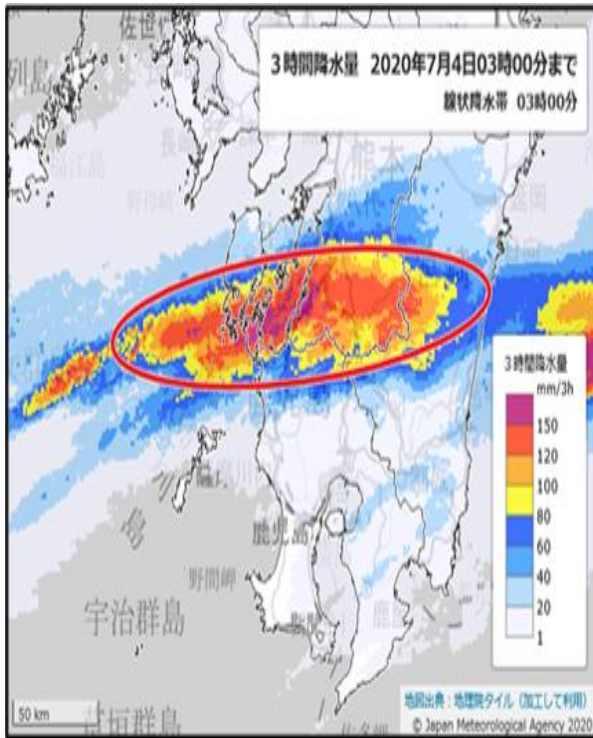 佐世保
列島
3時間降水量 2020年7月4日03時00分まで
線状降水帯 03時00分
熊本
延岡
3時間降水量
mm/3h
150
120
100
80
60
40
20
1
鹿児島
野間岬
宇治群島
50 km
地図出典：地理院タイル（加工して利用）
© Japan Meteorological Agency 2020